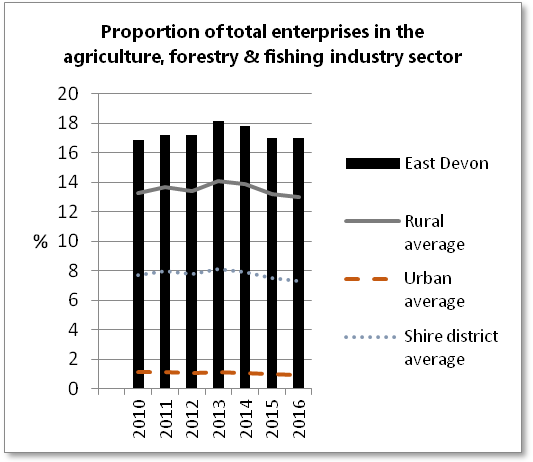 Proportion of total enterprises in the
agriculture, forestry & fishing industry sector
20
18
16
14
12
10
8
6
4
2
0
%
2010
2011
2012
2013
2014
2015
2016
East Devon
Rural
average
Urban
average
Shire district
average